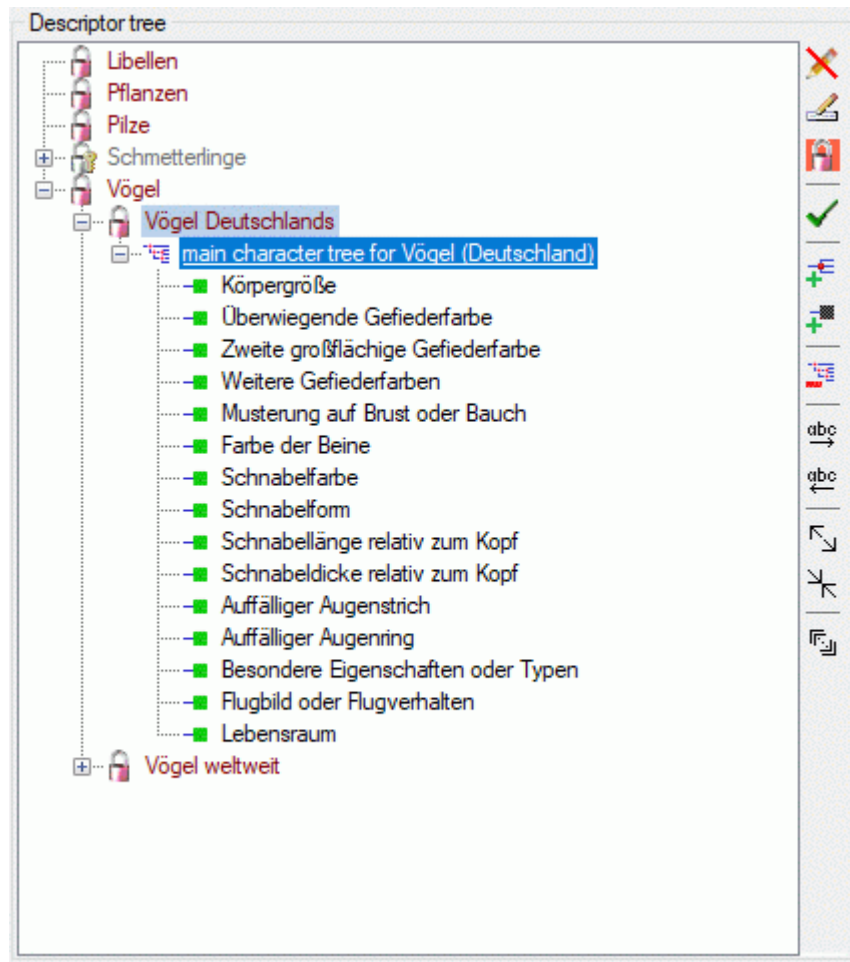 Descriptor tree
Libellen
Pflanzen
Pilze
Schmetterlinge
Vögel
Vögel Deutschlands
main character tree for Vögel (Deutschland)
Körpergröße
Überwiegende Gefiederfarbe
Zweite großflächige Gefiederfarbe
Weitere Gefiederfarben
Musterung auf Brust oder Bauch
Farbe der Beine
abc
Schnabelfarbe
abc
Schnabelform
Schnabellänge relativ zum Kopf
Schnabeldicke relativ zum Kopf
Auffälliger Augenstrich
Auffälliger Augenring
Besondere Eigenschaften oder Typen
Flugbild oder Flugverhalten
Lebensraum
Vögel weltweit